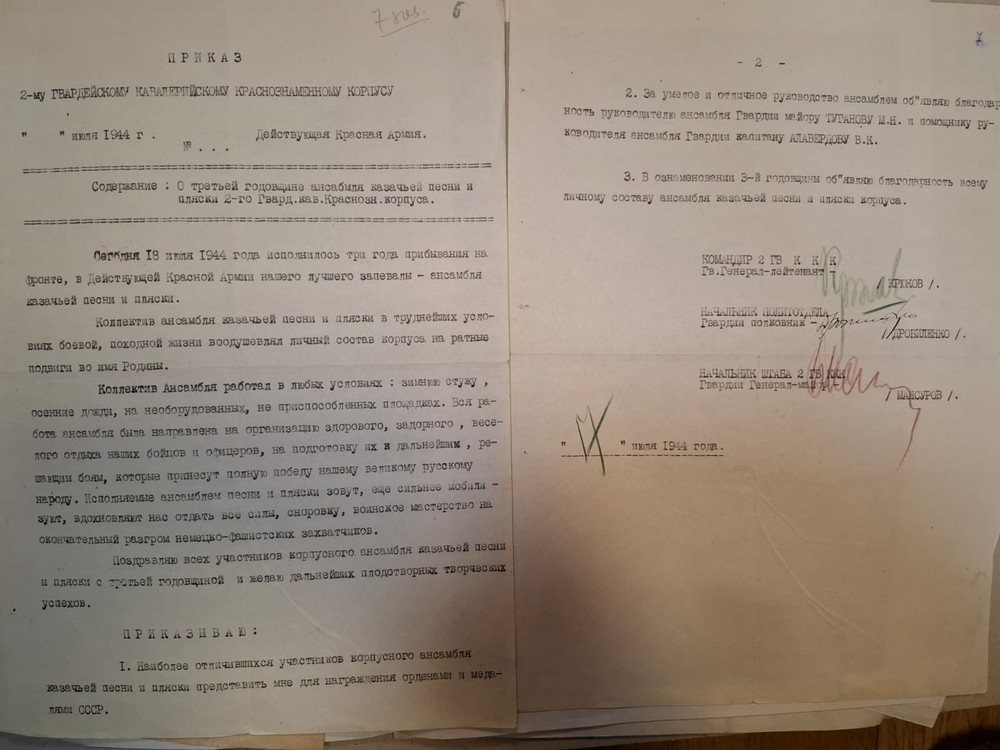 5
П Р И К А З
2-му ГВАРДЕЙСКОМУ КАВАЛЕРИЙСКОМУ КРАСНОЗНАМЕННОМУ КОРПУСУ
" " июля 1944 г . Действующая Красная Армия.
№ . . .
Содержание : О третьей годовщине ансабмля казачьей песни и
пляски 2-го Гвард.кав.Краснозн.корпуса.
Сегодня 18 июля 1944 года исполнилось три года прибывания на
фронте, в Действующей Красной Армии нашего лучшего запевалы - ансамбля
казачьей песни и пляски.
Коллектив ансамбля казачьей песни и пляски в труднейших усло-
виях боевой, походной жизни воодушевлял личный состав корпуса на ратные
подвиги во имя Родины.
Коллектив Ансамбля работал в любых условиях : зимнюю стужу ,
осенние дожди, на необорудованных, не приспособленных площадках. Вся ра-
бота ансамбля была направлена на организацию здорового, задорного , весе-
лого отдыха наших бойцов и офицеров, на подготовку их к дальнейшим , ре-
шающим боям, которые принесут полную победу нашему великому русскому
народу. Исполняемые ансамблем песни и пляски зовут, еще сильнее мобили -
зуют, вдохновляют нас отдать все силы, сноровку, воинское мастерство на
окончательный разгром немецко-фашистских захватчиков.
Поздравляю всех участников корпусного ансамбля казачьей песни
и пляски с третьей годовщиной и желаю дальнейших плодотворных творческих
успехов.
П Р И К А З Ы В А Ю :
I. Наиболее отличившихся участников корпусного ансамбля
казачьей песни и пляски представить мне для награждения орденами и меда-
лями СССР.
- 2 -
2. За умелое и отличное руководство ансамблем об"являю благодар
ность руководителю ансамбля Гвардии майору ТУГАНОВУ М.Н. и помощнику ру-
ководителя ансамбля Гвардии капитану АЛАБЕРДОВУ В.К.
3. В ознаменовании 3-й годовщины об"являю благодарность всему
личному составу ансамбля казачьей песни и пляски корпуса.
КОМАНДИР 2 ГВ К К К
Гв.Генерал-лейтенант -
/ КРЮКОВ /.
НАЧАЛЬНИК ПОЛИТОТДЕЛА
Гвардии полковник -
/ДРОБИЛЕНКО /.
НАЧАЛЬНИК ШТАБА 2 ГВ ККК
Гвардии Генерал-майор -
/ МАНСУРОВ /.
" " июля 1944 года.